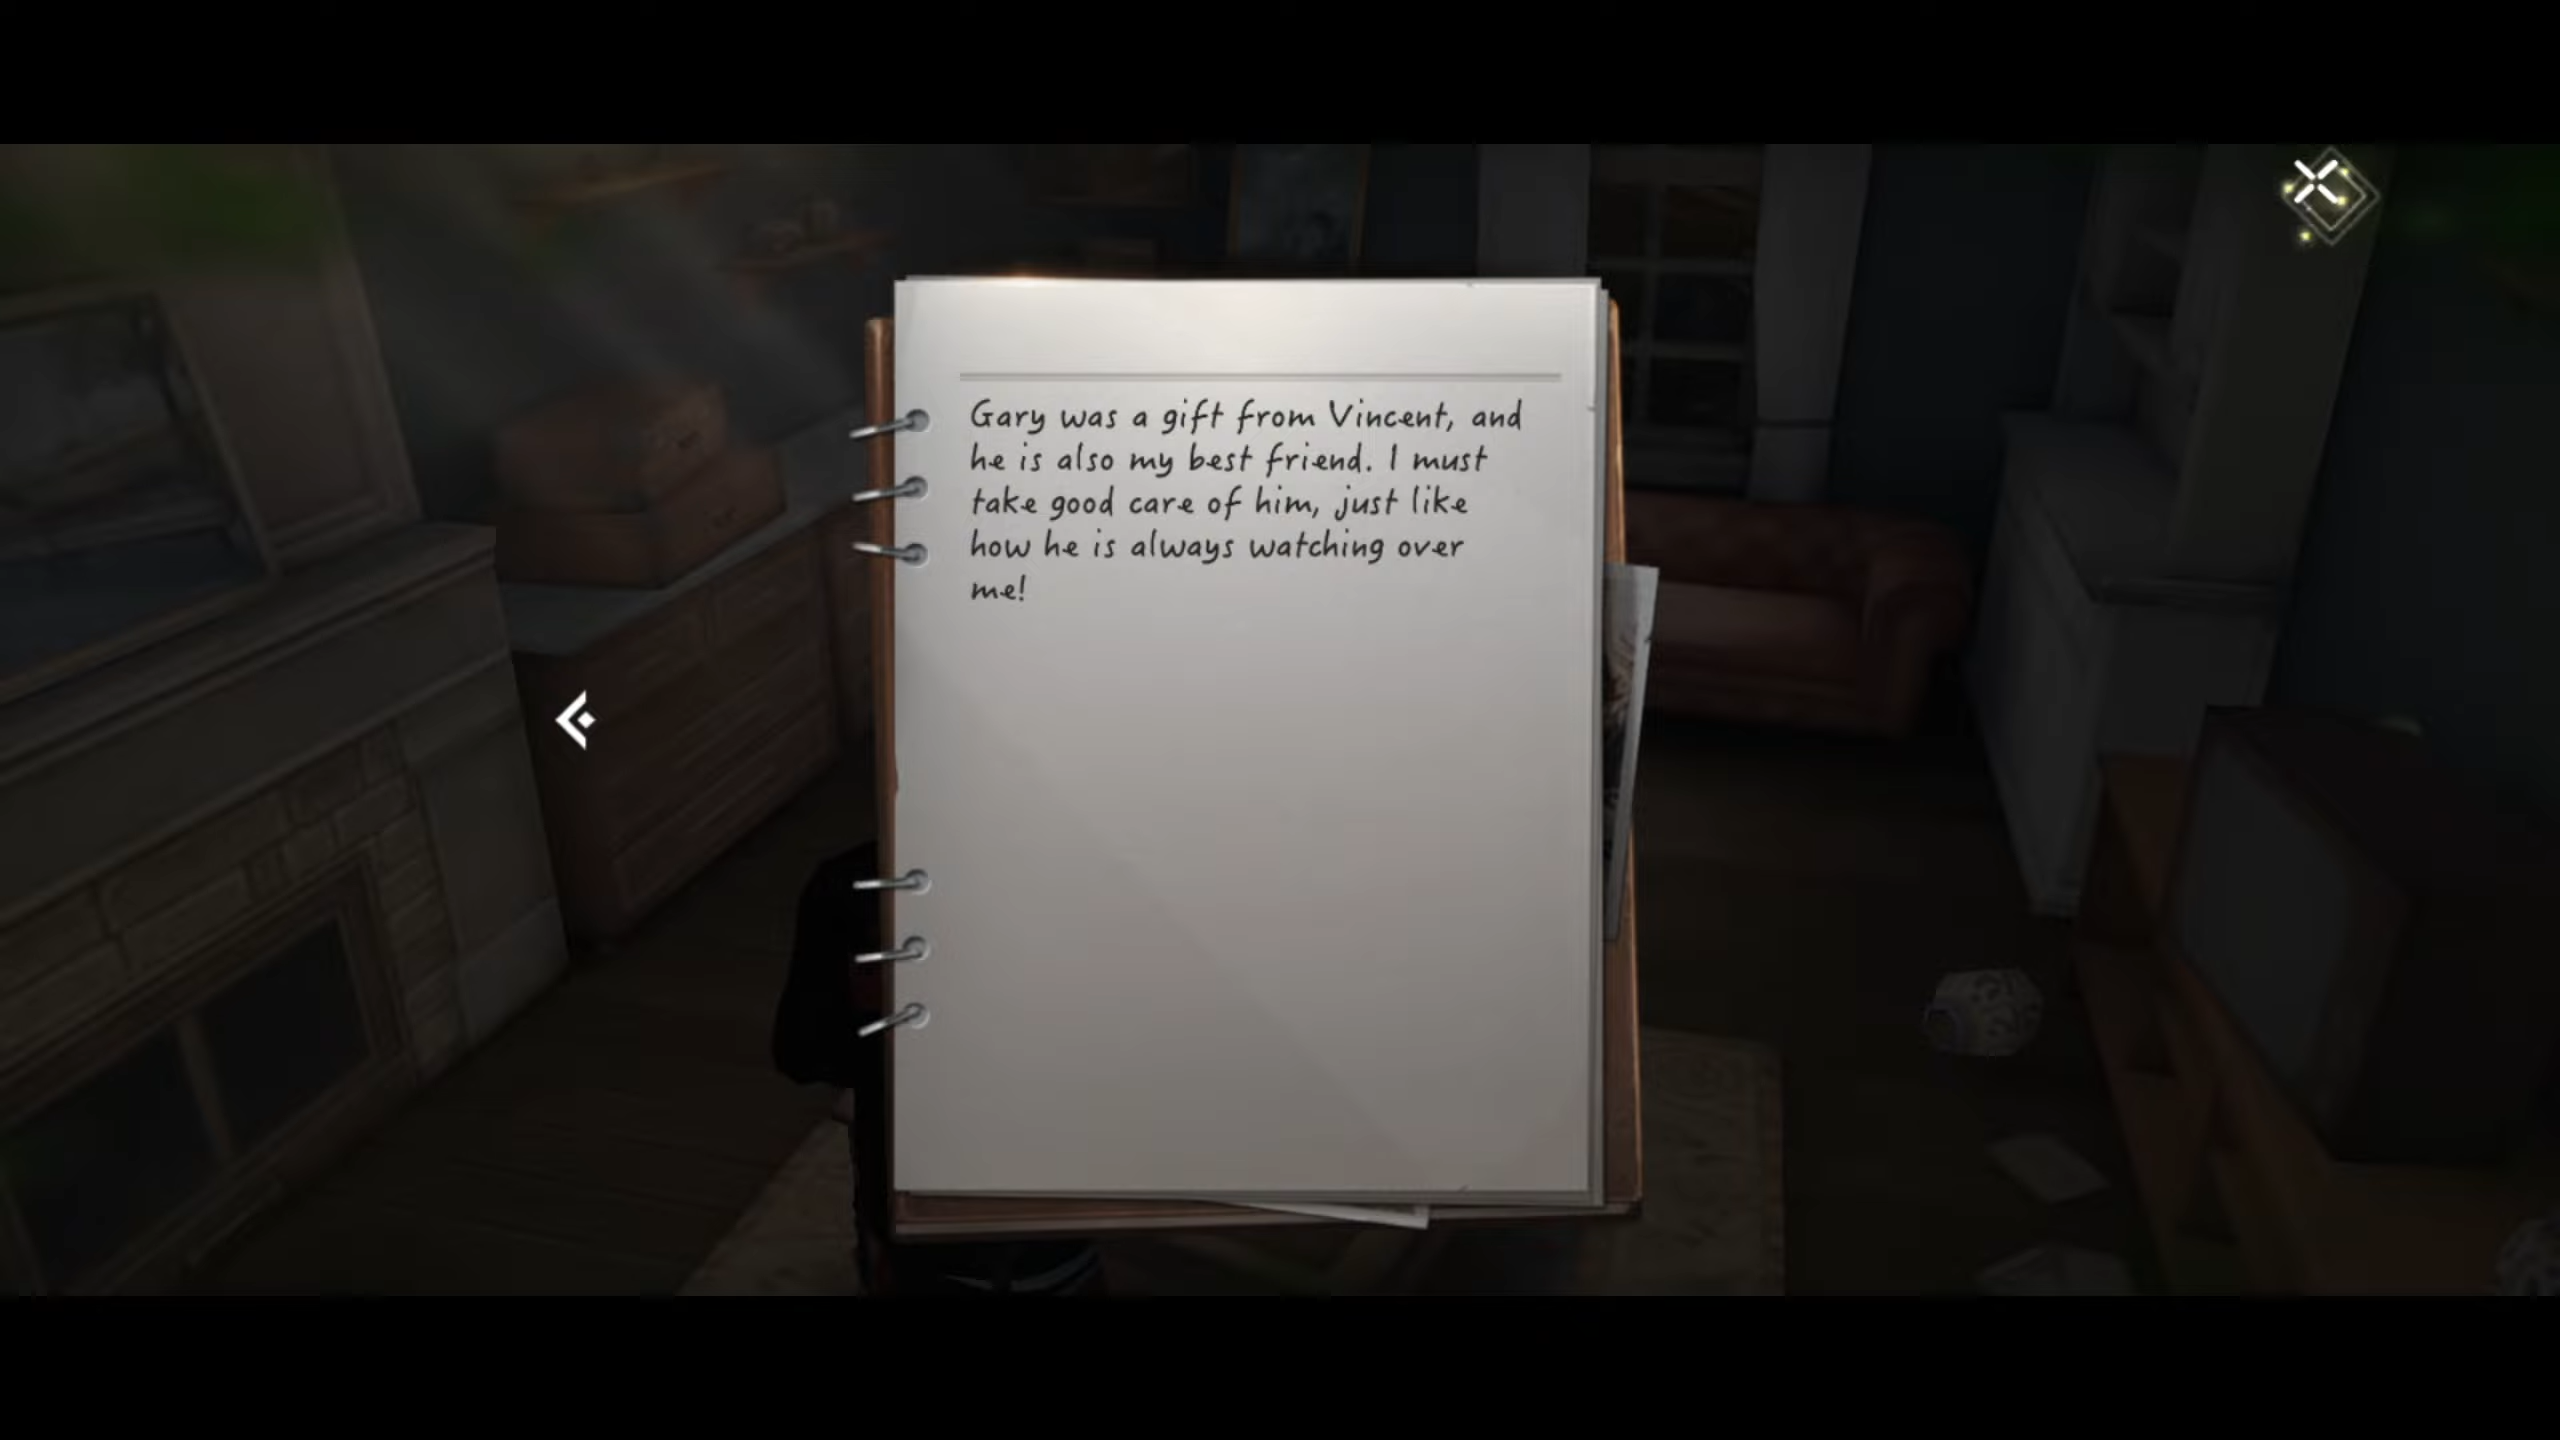 Gary was a gift from Vincent, and
he is also my best friend. I must
take good care of him, just like
how he is always watching over
me!